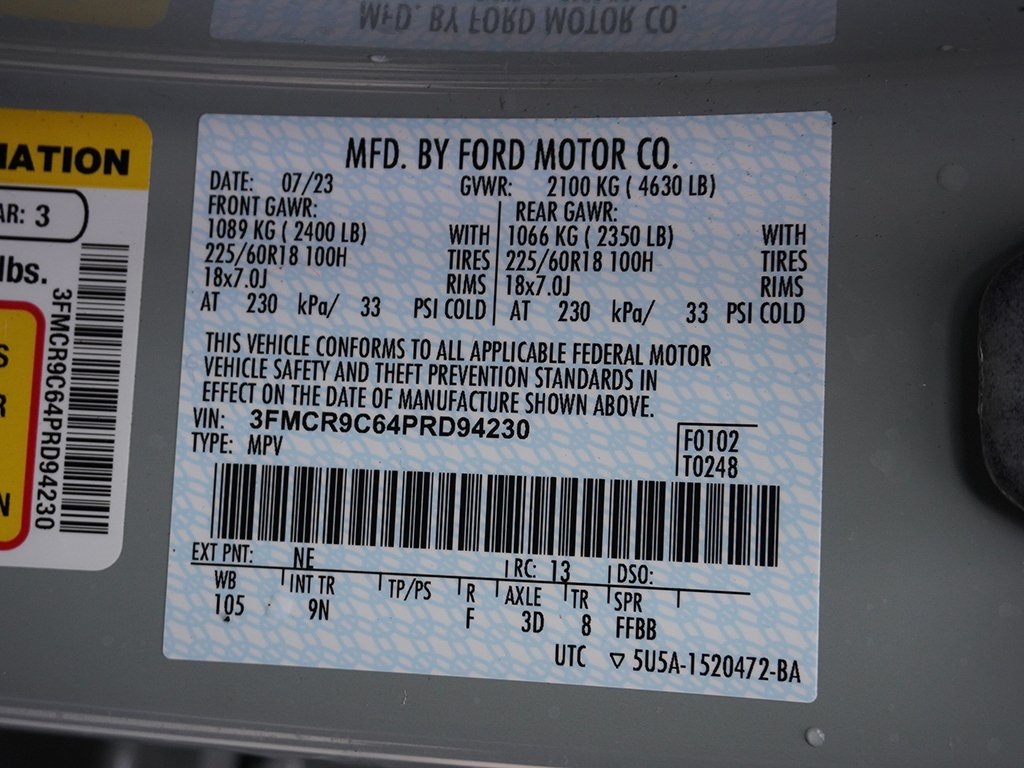 MFD. BY FORD MOTOR CO.
MFD. BY FORD MOTOR CO.
DATE: 07/23 GVWR: 2100 KG ( 4630 LB)
FRONT GAWR: REAR GAWR:
1089 KG ( 2400 LB) WITH 1066 KG ( 2350 LB) WITH
225/60R18 100H TIRES 225/60R18 100H TIRES
18x7.0J RIMS 18x7.0J RIMS
AT 230 kPa/ 33 PSI COLD AT 230 kPa/ 33 PSI COLD
THIS VEHICLE CONFORMS TO ALL APPLICABLE FEDERAL MOTOR
VEHICLE SAFETY AND THEFT PREVENTION STANDARDS IN
EFFECT ON THE DATE OF MANUFACTURE SHOWN ABOVE.
VIN: 3FMCR9C64PRD94230
TYPE: MPV
F0102
T0248
EXT PNT: NE RC: 13 DSO:
WB INT TR TP/PS R AXLE TR SPR
105 9N F 3D 8 FFBB
UTC ▽ 5U5A-1520472-BA
MATION
AR: 3
lbs.
3FMCR9C64PRD94230
S
R
N